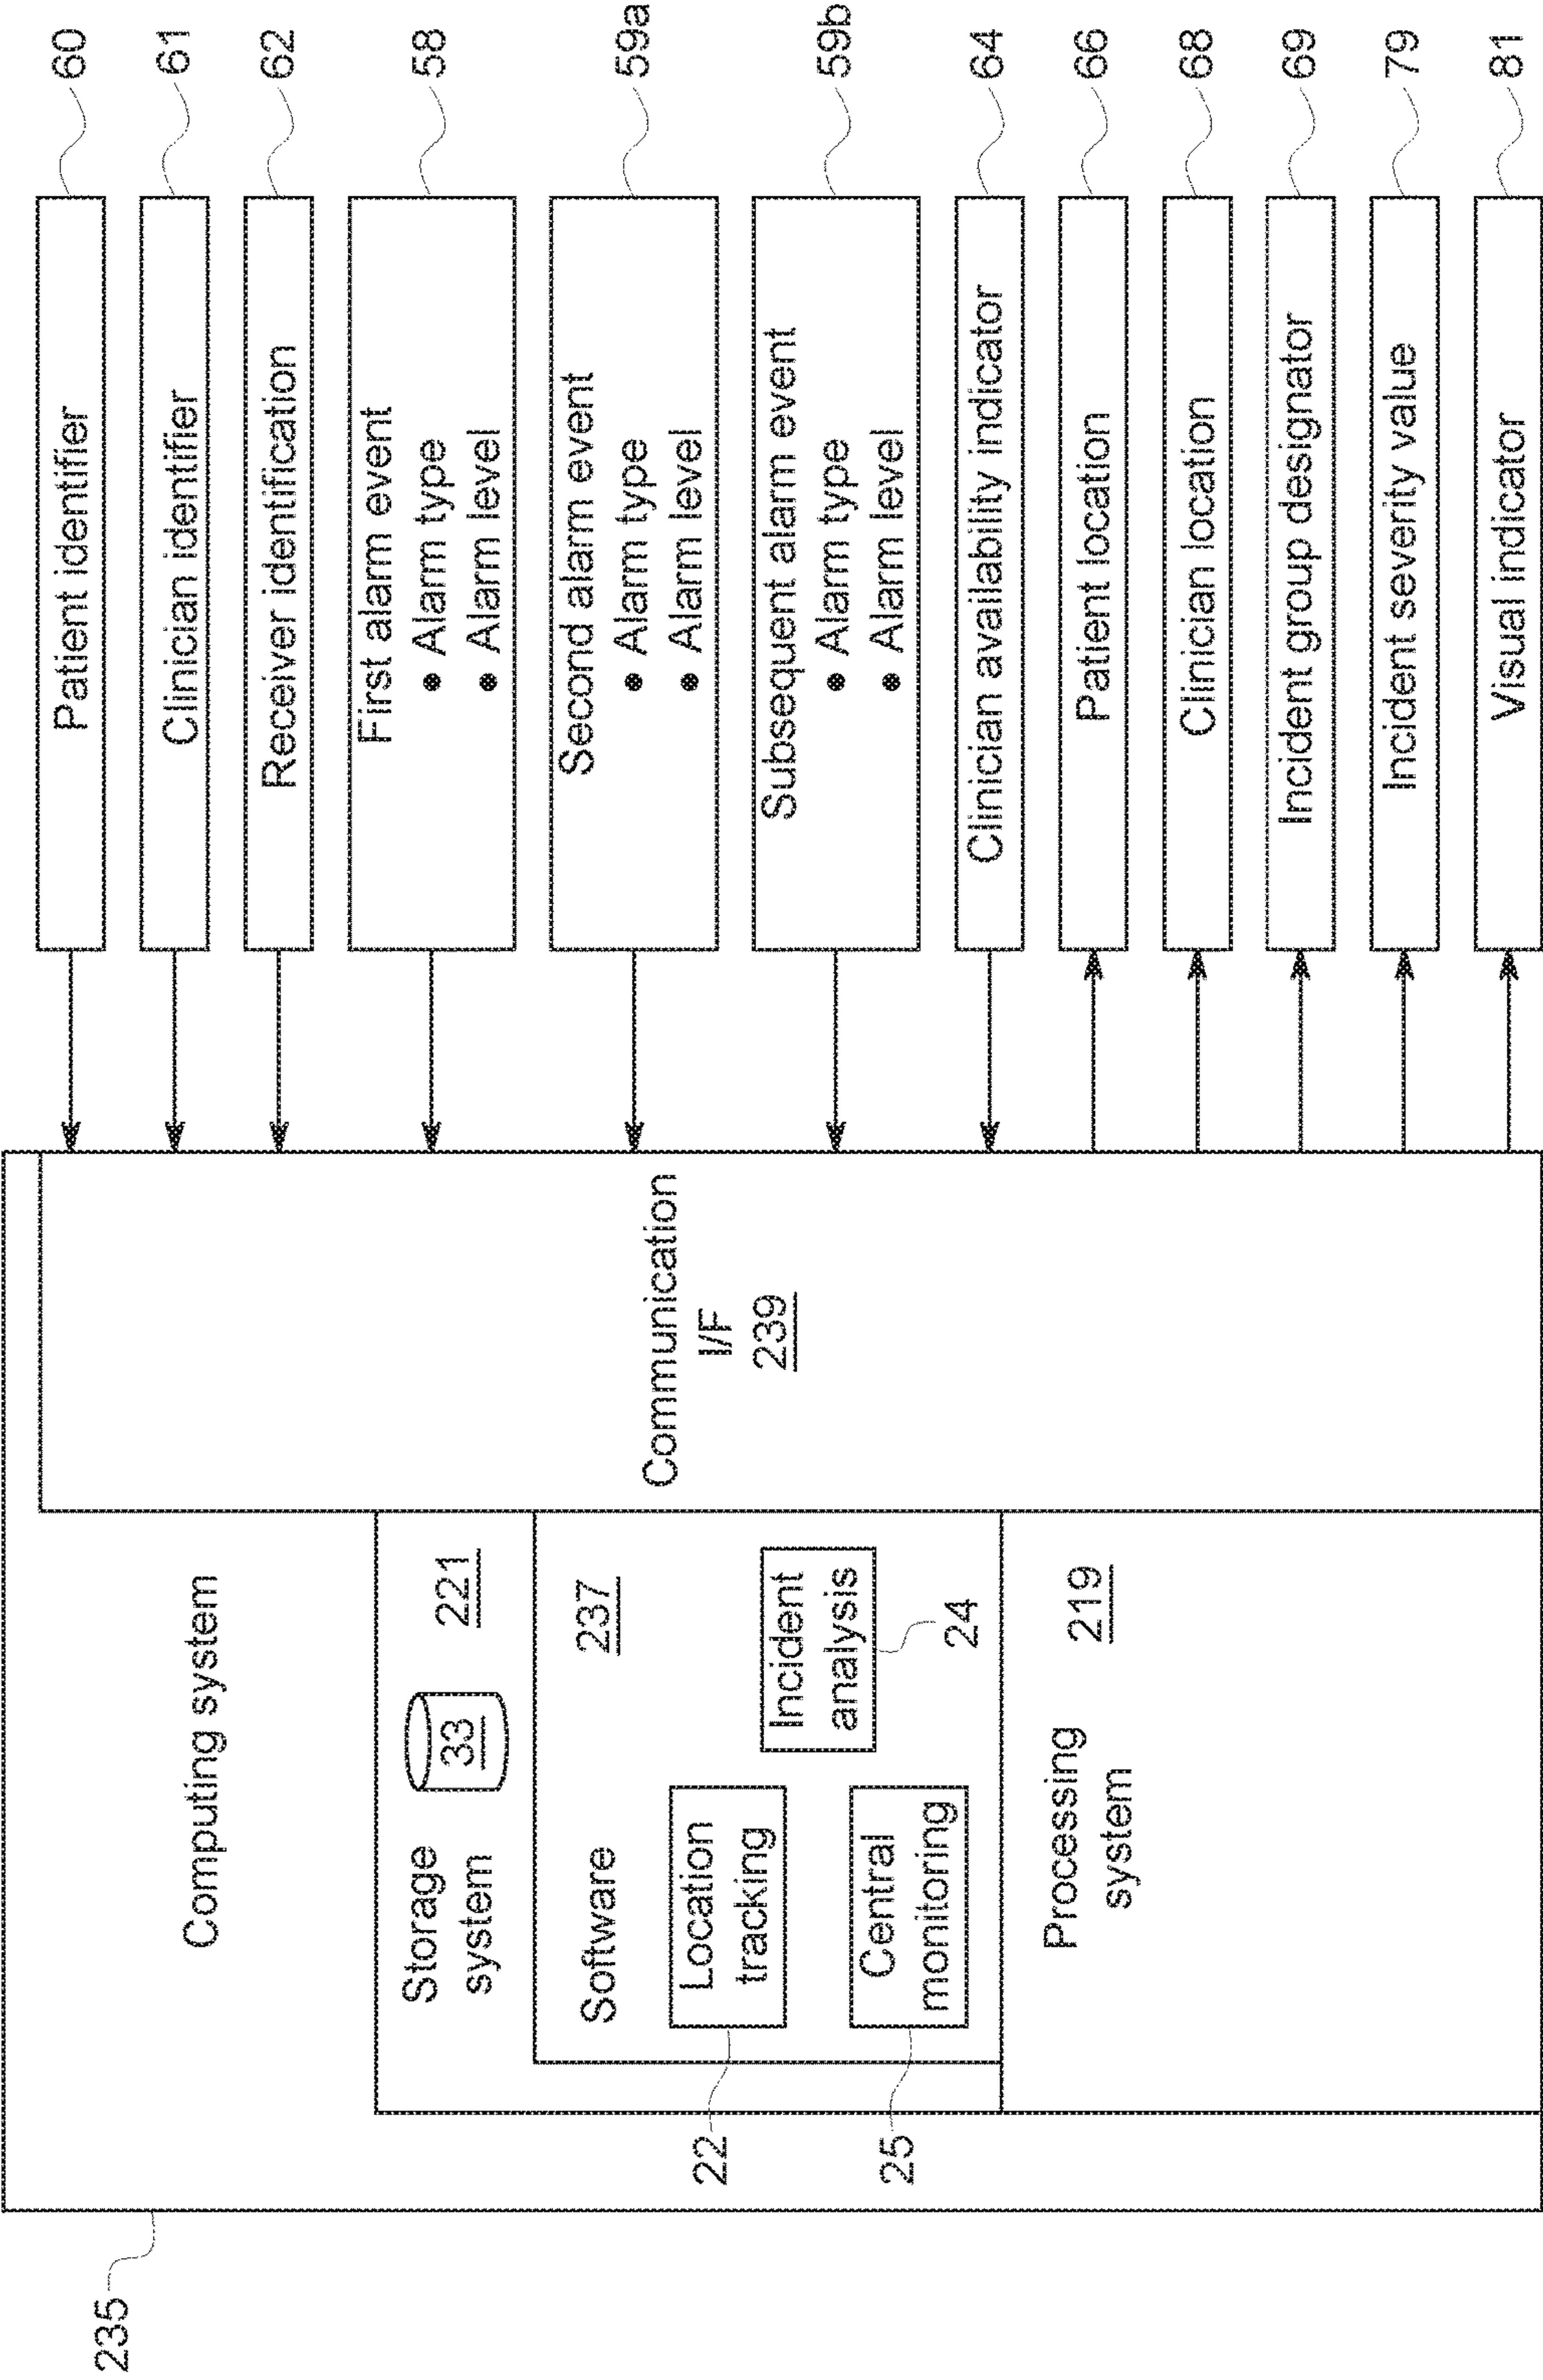 235
Computing system
Storage
system
33
221
Software
237
Location
tracking
22
Central
monitoring
25
Incident
analysis
24
Processing
system
219
Communication
I/F
239
Patient identifier
60
Clinician identifier
61
Receiver identification
62
First alarm event
• Alarm type
• Alarm level
58
Second alarm event
• Alarm type
• Alarm level
59a
Subsequent alarm event
• Alarm type
• Alarm level
59b
Clinician availability indicator
64
Patient location
66
Clinician location
68
Incident group designator
69
Incident severity value
79
Visual indicator
81